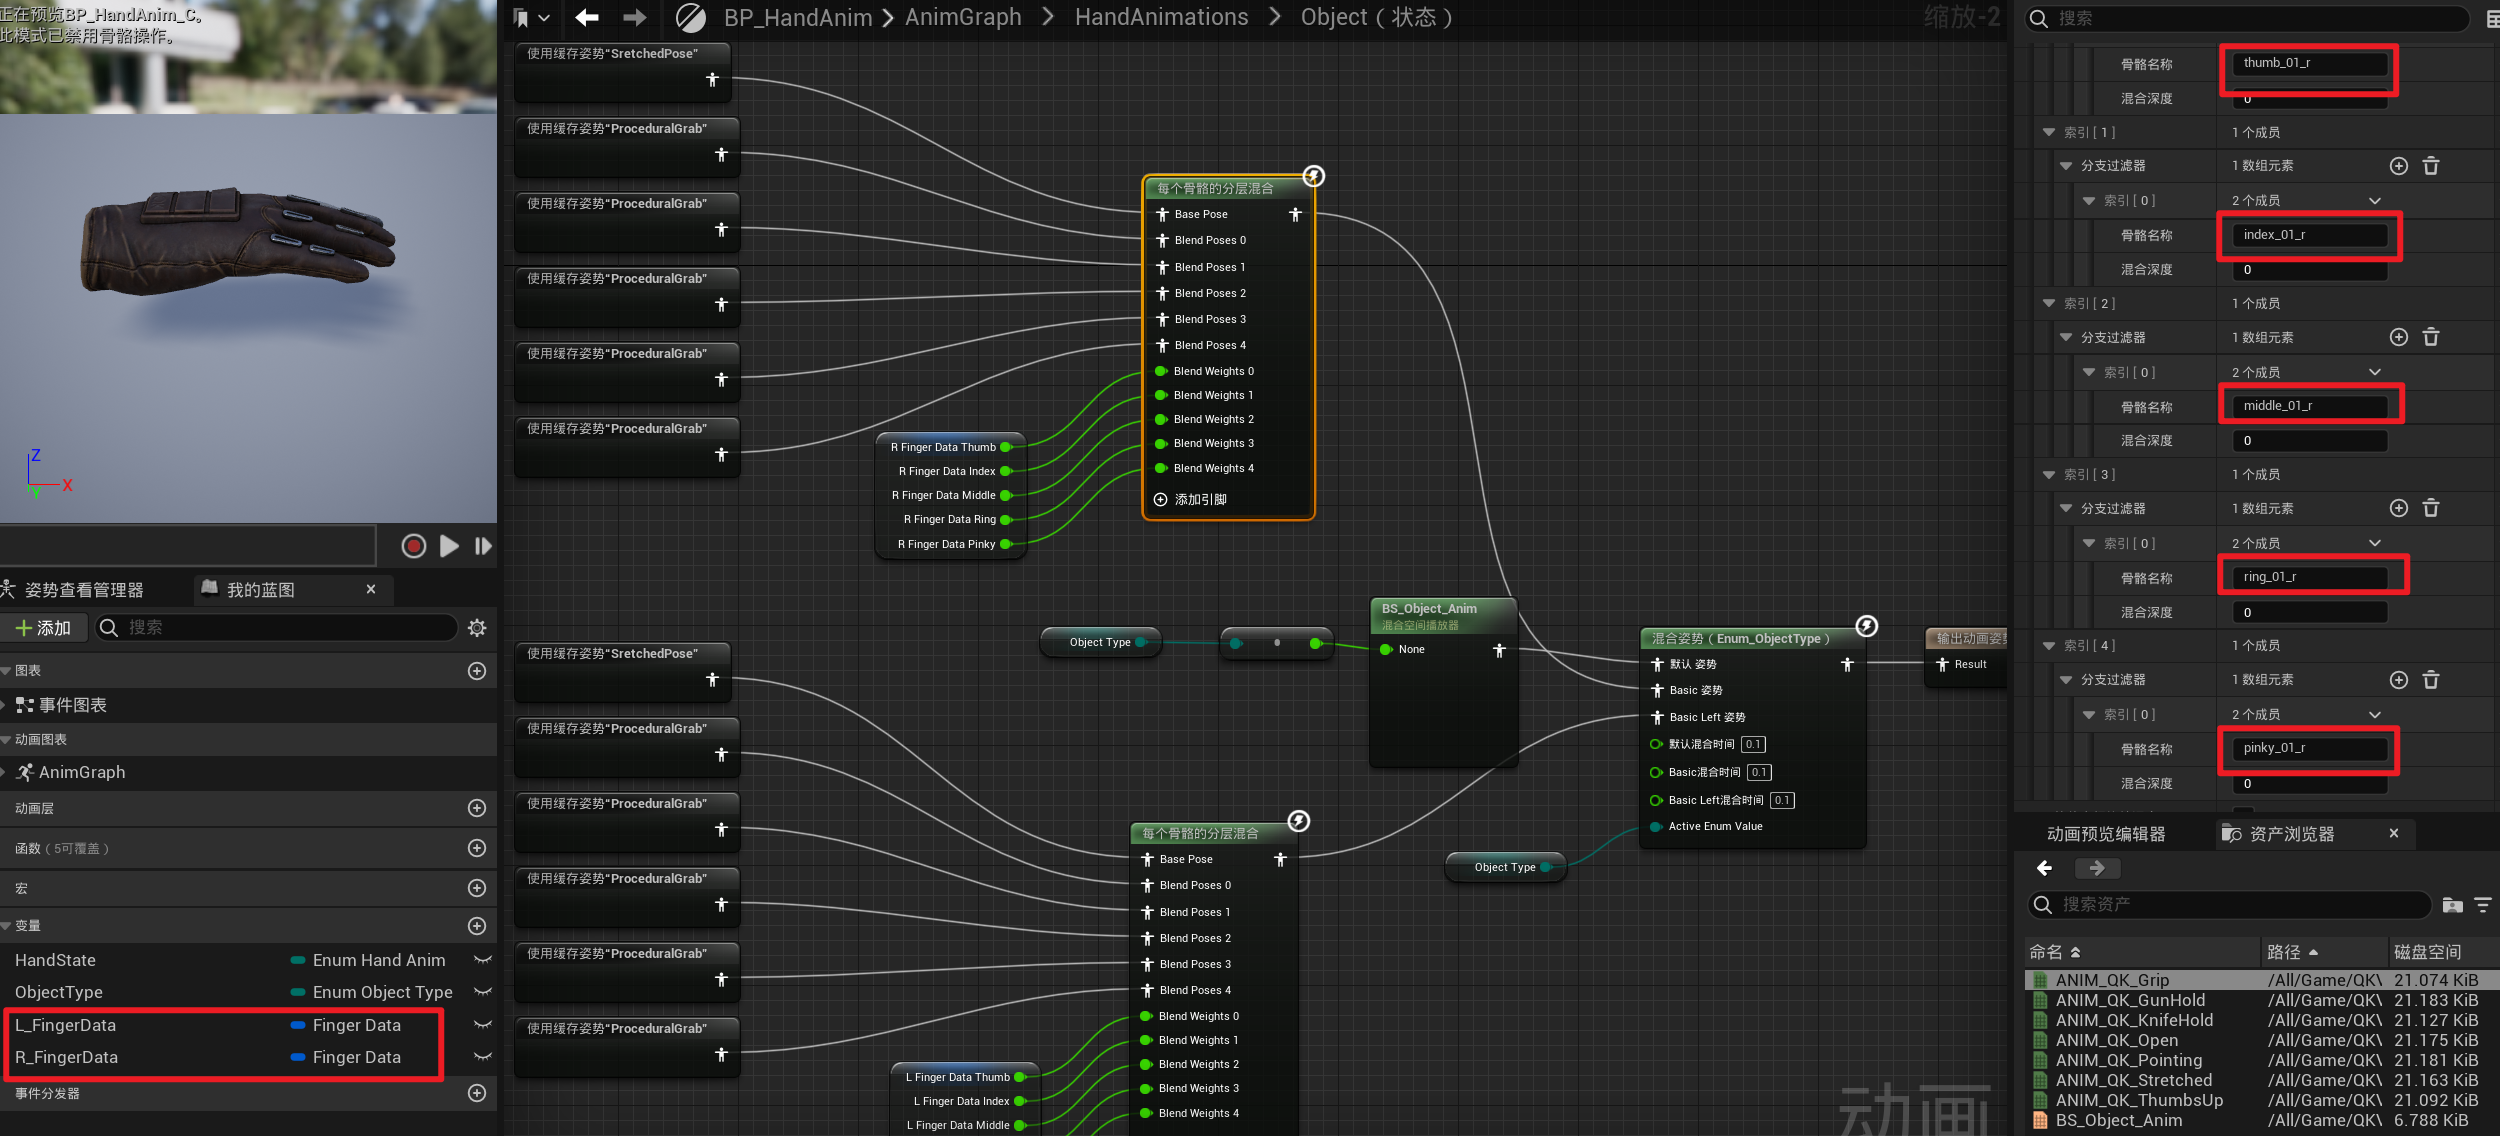 正在预览BP_HandAnim_C。
此模式已禁用骨骼操作。
Z
X
Y
姿势查看管理器
我的蓝图
添加
搜索
图表
事件图表
动画图表
AnimGraph
动画层
函数（5可覆盖）
宏
变量
HandState
Enum Hand Anim
ObjectType
Enum Object Type
L_FingerData
Finger Data
R_FingerData
Finger Data
事件分发器
BP_HandAnim
AnimGraph
HandAnimations
Object（状态）
缩放-2
使用缓存姿势“SretchedPose”
使用缓存姿势“ProceduralGrab”
使用缓存姿势“ProceduralGrab”
使用缓存姿势“ProceduralGrab”
使用缓存姿势“ProceduralGrab”
使用缓存姿势“ProceduralGrab”
R Finger Data Thumb
R Finger Data Index
R Finger Data Middle
R Finger Data Ring
R Finger Data Pinky
每个骨骼的分层混合
Base Pose
Blend Poses 0
Blend Poses 1
Blend Poses 2
Blend Poses 3
Blend Poses 4
Blend Weights 0
Blend Weights 1
Blend Weights 2
Blend Weights 3
Blend Weights 4
添加引脚
Object Type
BS_Object_Anim
混合空间播放器
None
混合姿势（Enum_ObjectType）
默认 姿势
Basic 姿势
Basic Left 姿势
默认混合时间 0.1
Basic混合时间 0.1
Basic Left混合时间 0.1
Active Enum Value
输出动画姿势
Result
Object Type
使用缓存姿势“SretchedPose”
使用缓存姿势“ProceduralGrab”
使用缓存姿势“ProceduralGrab”
使用缓存姿势“ProceduralGrab”
使用缓存姿势“ProceduralGrab”
使用缓存姿势“ProceduralGrab”
每个骨骼的分层混合
Base Pose
Blend Poses 0
Blend Poses 1
Blend Poses 2
Blend Poses 3
Blend Poses 4
Blend Weights 0
Blend Weights 1
Blend Weights 2
Blend Weights 3
Blend Weights 4
L Finger Data Thumb
L Finger Data Index
L Finger Data Middle
动画
搜索
骨骼名称
thumb_01_r
混合深度
0
索引 [ 1 ]
1 个成员
分支过滤器
1 数组元素
索引 [ 0 ]
2 个成员
骨骼名称
index_01_r
混合深度
0
索引 [ 2 ]
1 个成员
分支过滤器
1 数组元素
索引 [ 0 ]
2 个成员
骨骼名称
middle_01_r
混合深度
0
索引 [ 3 ]
1 个成员
分支过滤器
1 数组元素
索引 [ 0 ]
2 个成员
骨骼名称
ring_01_r
混合深度
0
索引 [ 4 ]
1 个成员
分支过滤器
1 数组元素
索引 [ 0 ]
2 个成员
骨骼名称
pinky_01_r
混合深度
0
动画预览编辑器
资产浏览器
搜索资产
命名
路径
磁盘空间
ANIM_QK_Grip /All/Game/QK\ 21.074 KiB
ANIM_QK_GunHold /All/Game/QK\ 21.183 KiB
ANIM_QK_KnifeHold /All/Game/QK\ 21.127 KiB
ANIM_QK_Open /All/Game/QK\ 21.175 KiB
ANIM_QK_Pointing /All/Game/QK\ 21.181 KiB
ANIM_QK_Stretched /All/Game/QK\ 21.163 KiB
ANIM_QK_ThumbsUp /All/Game/QK\ 21.092 KiB
BS_Object_Anim /All/Game/QK\ 6.788 KiB